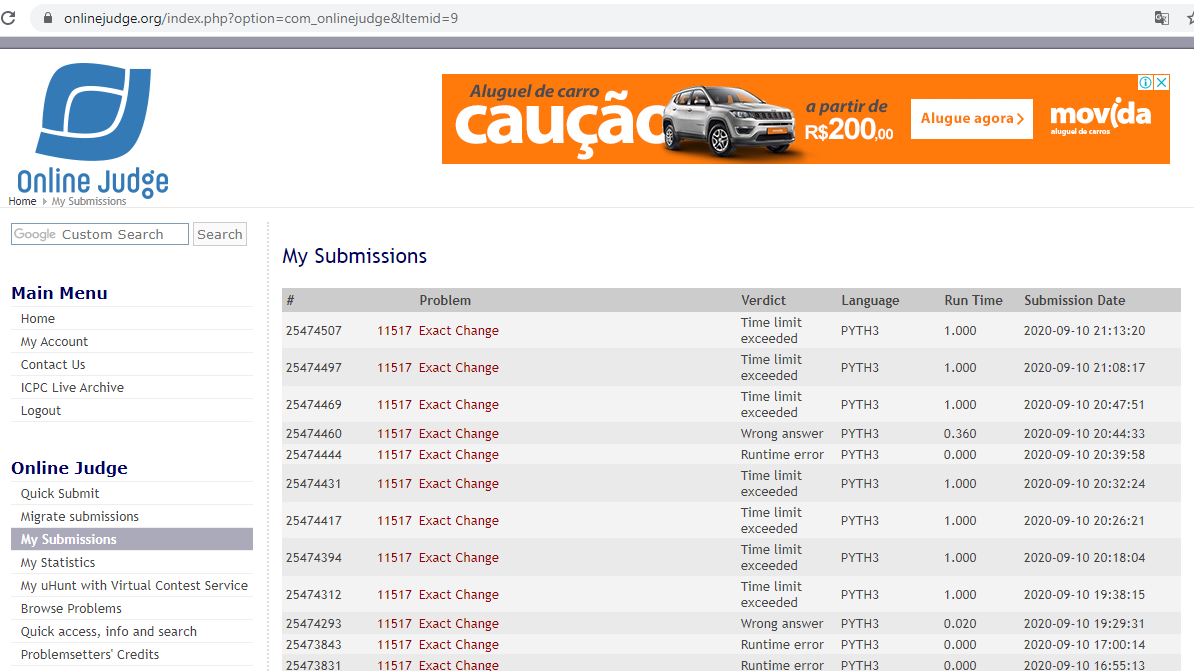 onlinejudge.org/index.php?option=com_onlinejudge&Itemid=9
Aluguel de carro
caução
a partir de
R$200,00
Alugue agora
movida
aluguel de carros
Online Judge
Home My Submissions
Google Custom Search Search
Main Menu
Home
My Account
Contact Us
ICPC Live Archive
Logout
Online Judge
Quick Submit
Migrate submissions
My Submissions
My Statistics
My uHunt with Virtual Contest Service
Browse Problems
Quick access, info and search
Problemsetters' Credits
My Submissions
# Problem Verdict Language Run Time Submission Date
25474507 11517 Exact Change Time limit exceeded PYTH3 1.000 2020-09-10 21:13:20
25474497 11517 Exact Change Time limit exceeded PYTH3 1.000 2020-09-10 21:08:17
25474469 11517 Exact Change Time limit exceeded PYTH3 1.000 2020-09-10 20:47:51
25474460 11517 Exact Change Wrong answer PYTH3 0.360 2020-09-10 20:44:33
25474444 11517 Exact Change Runtime error PYTH3 0.000 2020-09-10 20:39:58
25474431 11517 Exact Change Time limit exceeded PYTH3 1.000 2020-09-10 20:32:24
25474417 11517 Exact Change Time limit exceeded PYTH3 1.000 2020-09-10 20:26:21
25474394 11517 Exact Change Time limit exceeded PYTH3 1.000 2020-09-10 20:18:04
25474312 11517 Exact Change Time limit exceeded PYTH3 1.000 2020-09-10 19:38:15
25474293 11517 Exact Change Wrong answer PYTH3 0.020 2020-09-10 19:29:31
25473843 11517 Exact Change Runtime error PYTH3 0.000 2020-09-10 17:00:14
25473831 11517 Exact Change Runtime error PYTH3 0.000 2020-09-10 16:55:13